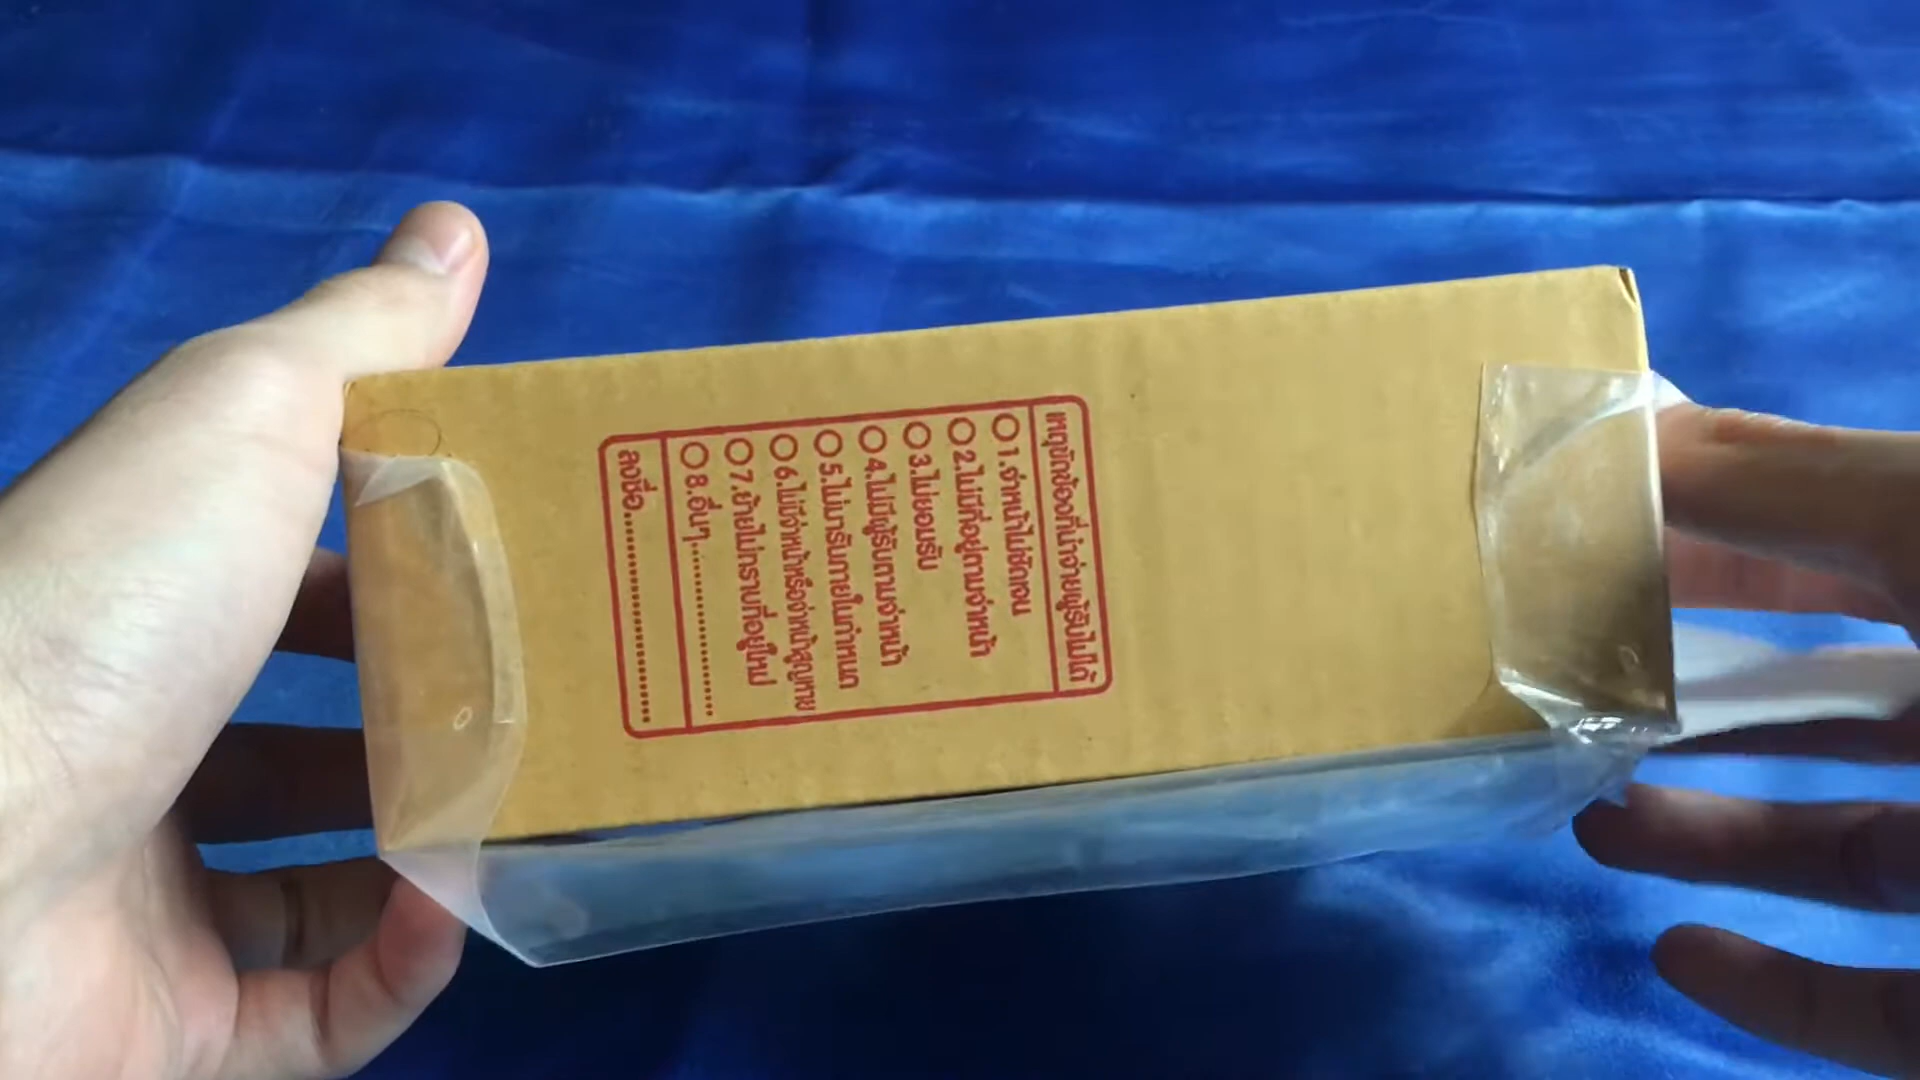 เหตุขัดข้องที่นำจ่ายผู้รับไม่ได้
1.จ่าหน้าไม่ชัดเจน
2.ไม่มีที่อยู่ตามจ่าหน้า
3.ไม่ยอมรับ
4.ไม่มีผู้รับตามจ่าหน้า
5.ไม่มารับภายในกำหนด
6.ไม่มีจ่าหน้าหรือจ่าหน้าสูญหาย
7.ย้ายไม่ทราบที่อยู่ใหม่
8.อื่นๆ....................
ลงชื่อ..........................